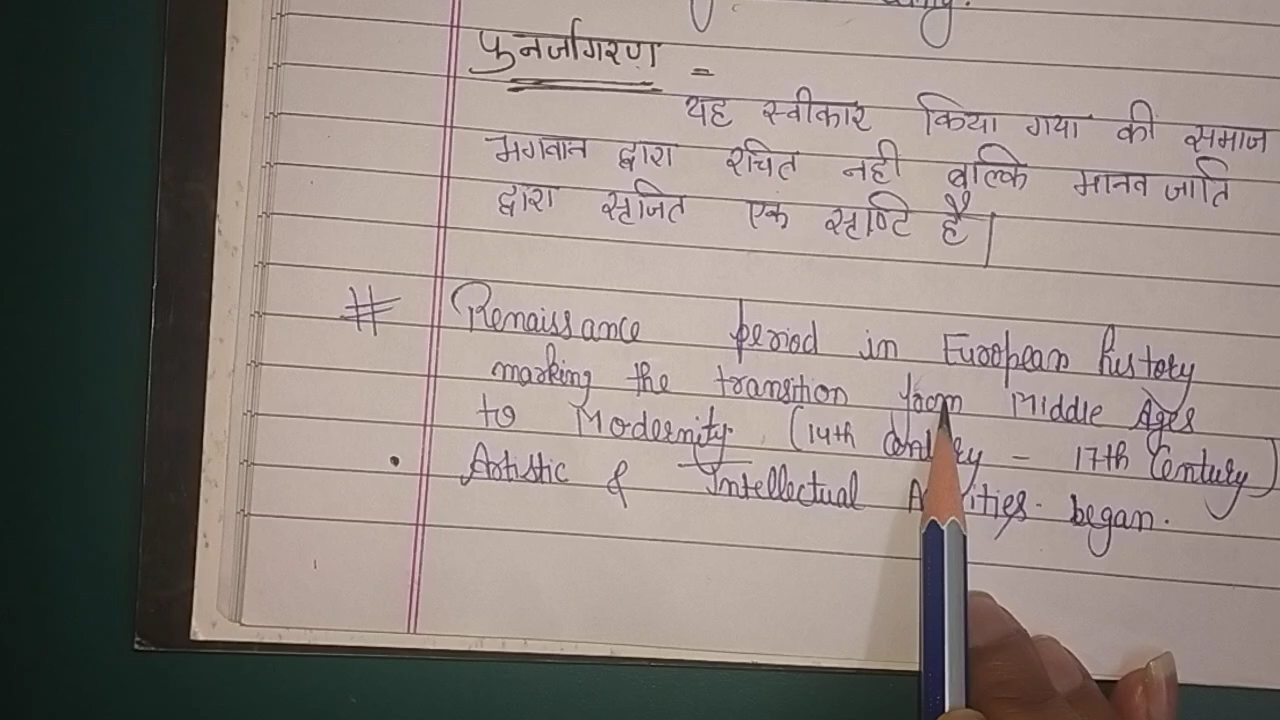 पुनर्जागरण -
यह स्वीकार किया गया की समाज
भगवान द्वारा रचित नही बल्कि मानव जाति
द्वारा सृजित एक सृष्टि है।
# Renaissance period in European history
marking the transition from Middle Ages
to Modernity. (14th Century - 17th Century)
• Artistic & Intellectual Activities. began.